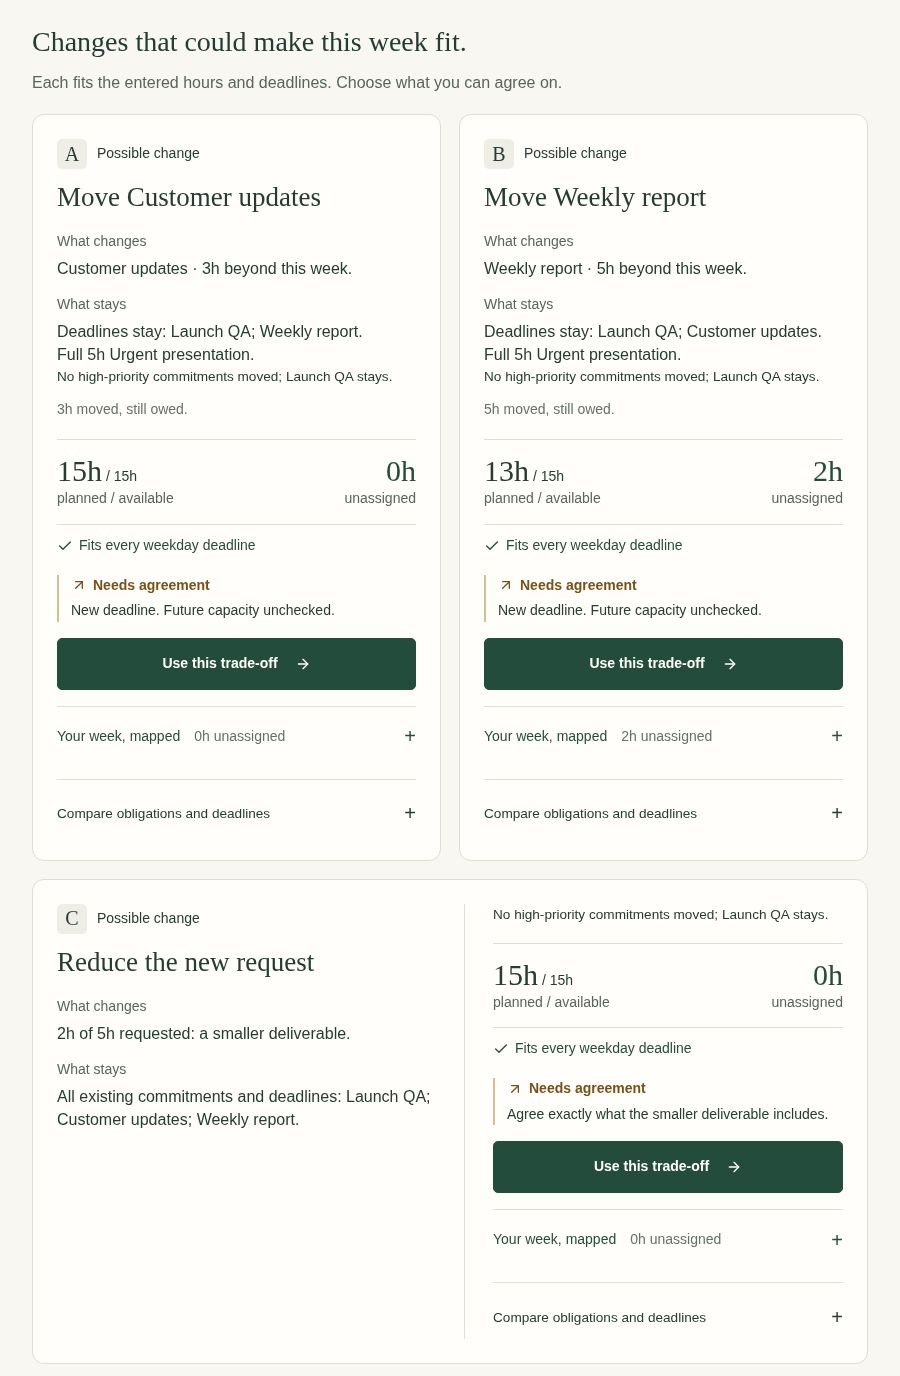 Changes that could make this week fit.
Each fits the entered hours and deadlines. Choose what you can agree on.
A Possible change
Move Customer updates
What changes
Customer updates · 3h beyond this week.
What stays
Deadlines stay: Launch QA; Weekly report.
Full 5h Urgent presentation.
No high-priority commitments moved; Launch QA stays.
3h moved, still owed.
15h / 15h 0h
planned / available unassigned
Fits every weekday deadline
Needs agreement
New deadline. Future capacity unchecked.
Use this trade-off →
Your week, mapped 0h unassigned +
Compare obligations and deadlines +
B Possible change
Move Weekly report
What changes
Weekly report · 5h beyond this week.
What stays
Deadlines stay: Launch QA; Customer updates.
Full 5h Urgent presentation.
No high-priority commitments moved; Launch QA stays.
5h moved, still owed.
13h / 15h 2h
planned / available unassigned
Fits every weekday deadline
Needs agreement
New deadline. Future capacity unchecked.
Use this trade-off →
Your week, mapped 2h unassigned +
Compare obligations and deadlines +
C Possible change
Reduce the new request
What changes
2h of 5h requested: a smaller deliverable.
What stays
All existing commitments and deadlines: Launch QA;
Customer updates; Weekly report.
No high-priority commitments moved; Launch QA stays.
15h / 15h 0h
planned / available unassigned
Fits every weekday deadline
Needs agreement
Agree exactly what the smaller deliverable includes.
Use this trade-off →
Your week, mapped 0h unassigned +
Compare obligations and deadlines +